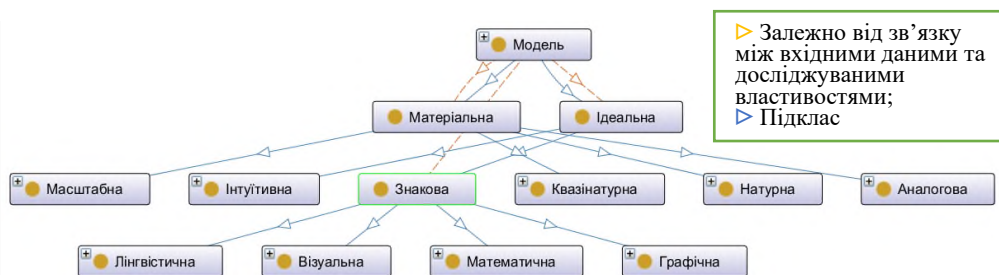 Модель
Залежно від зв’язку
між вхідними даними та
досліджуваними
властивостями;
Підклас
Матеріальна
Ідеальна
Масштабна
Інтуїтивна
Знакова
Квазінатурна
Натурна
Аналогова
Лінгвістична
Візуальна
Математична
Графічна